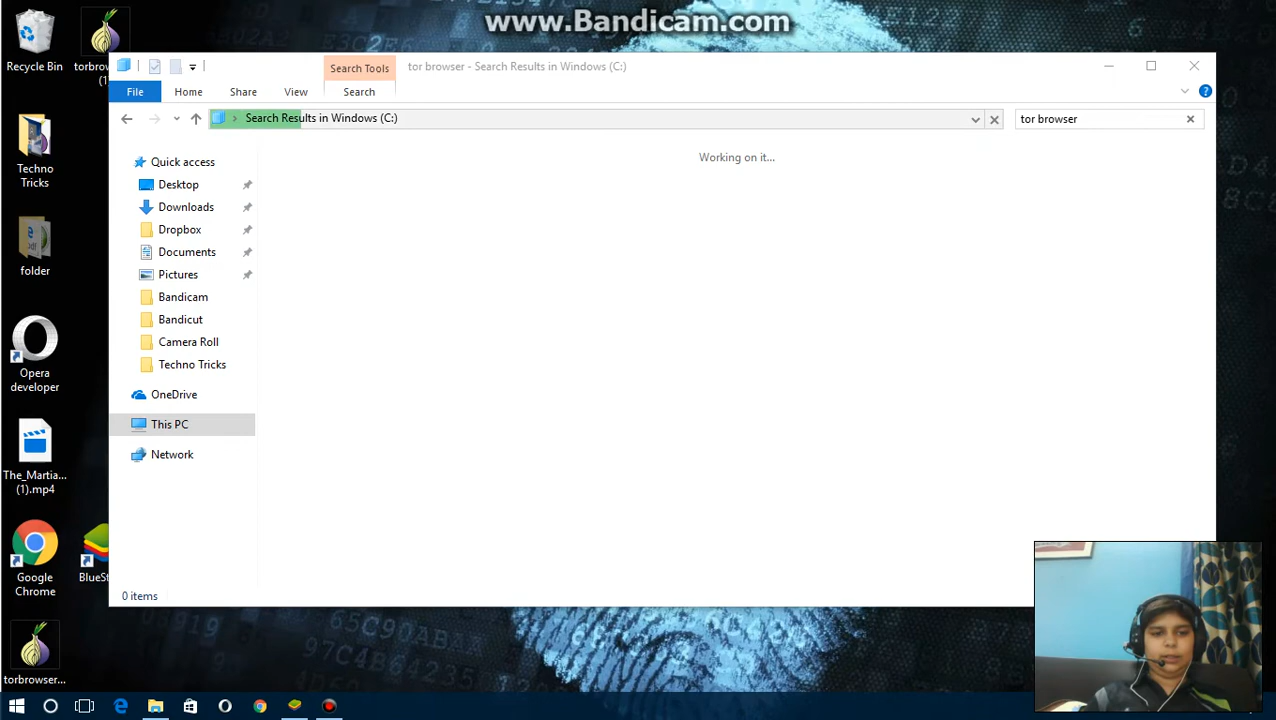 www.Bandicam.com
Recycle Bin
torbrow...
(1)
Search Tools
tor browser - Search Results in Windows (C:)
File
Home
Share
View
Search
Search Results in Windows (C:)
tor browser
Working on it...
Quick access
Desktop
Downloads
Dropbox
Documents
Pictures
Bandicam
Bandicut
Camera Roll
Techno Tricks
OneDrive
This PC
Network
0 items
Techno
Tricks
folder
Opera
developer
The_Martia...
(1).mp4
Google
Chrome
BlueSt
torbrowser...
65C90AB
97C4B6